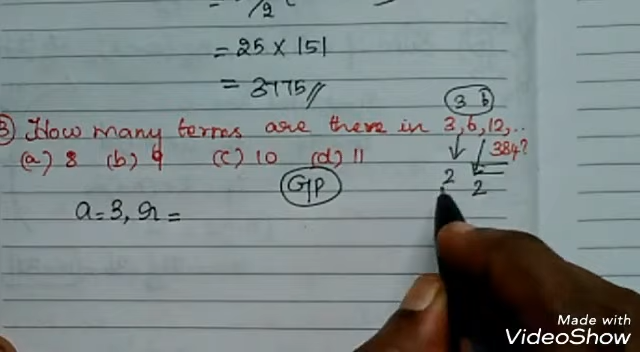 = 25 × 151
= 3775//
3 6
3) How many terms are there in 3, 6, 12, ..
384?
(a) 8 (b) 9 (c) 10 (d) 11
GP
2 2
a = 3, r =
Made with
VideoShow